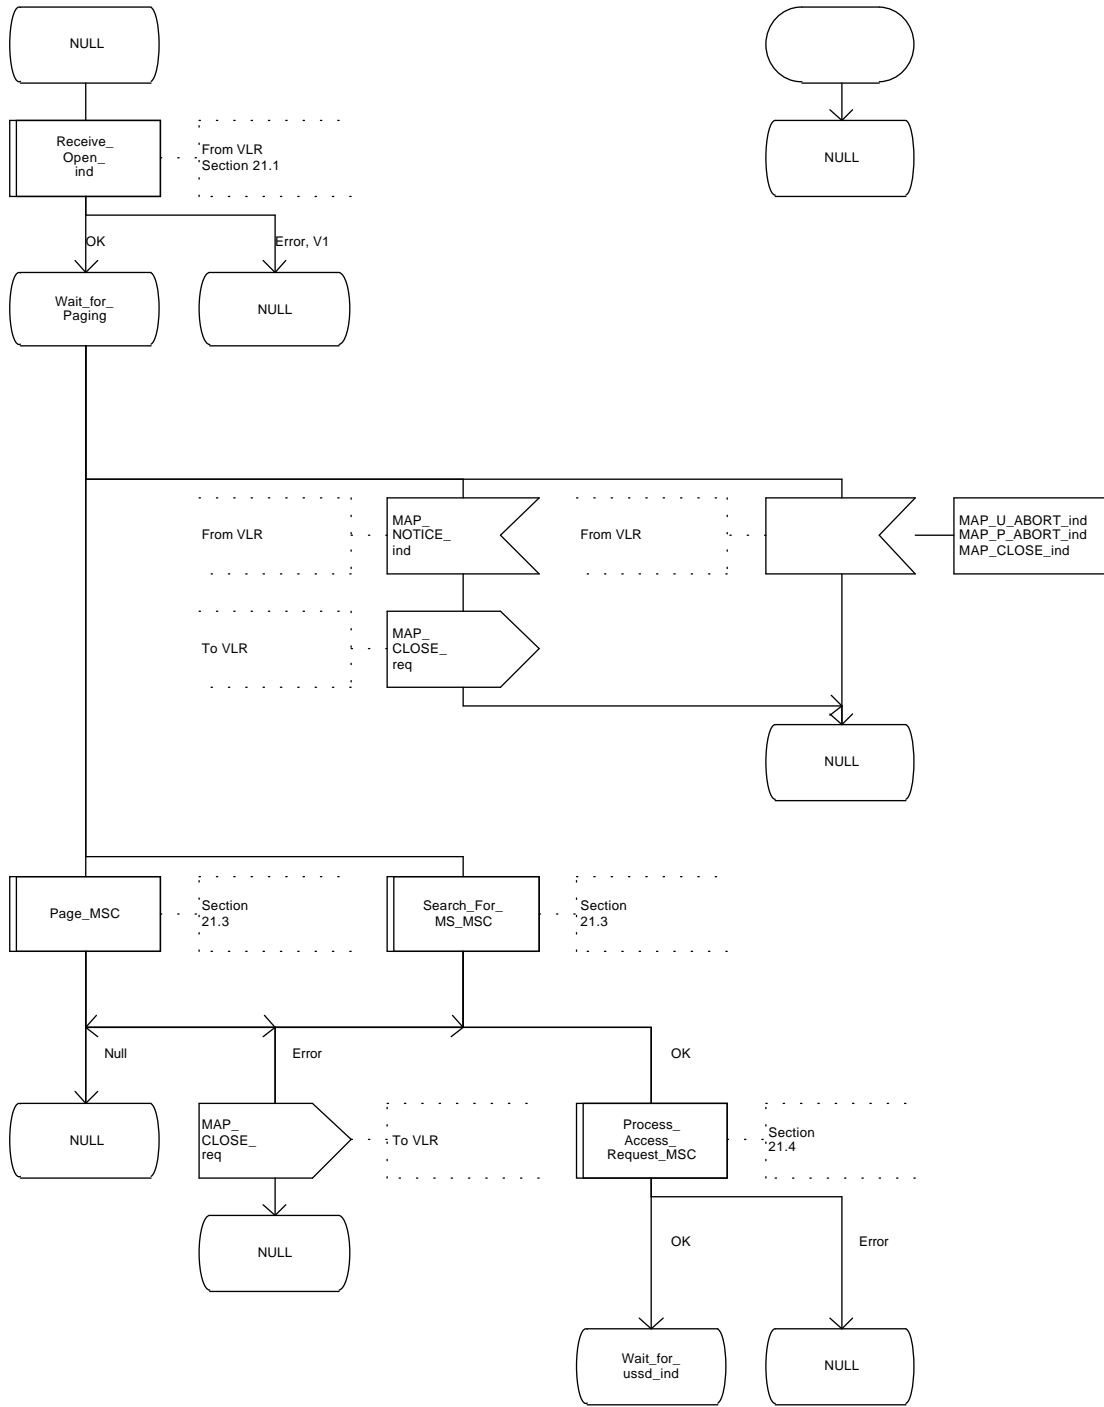 NULL
Receive_
Open_
ind
From VLR
Section 21.1
NULL
OK
Error, V1
Wait_for_
Paging
NULL
From VLR
MAP_
NOTICE_
ind
From VLR
MAP_U_ABORT_ind
MAP_P_ABORT_ind
MAP_CLOSE_ind
To VLR
MAP_
CLOSE_
req
NULL
Page_MSC
Section
21.3
Search_For_
MS_MSC
Section
21.3
Null
Error
OK
NULL
MAP_
CLOSE_
req
To VLR
Process_
Access_
Request_MSC
Section
21.4
NULL
OK
Error
Wait_for_
ussd_ind
NULL